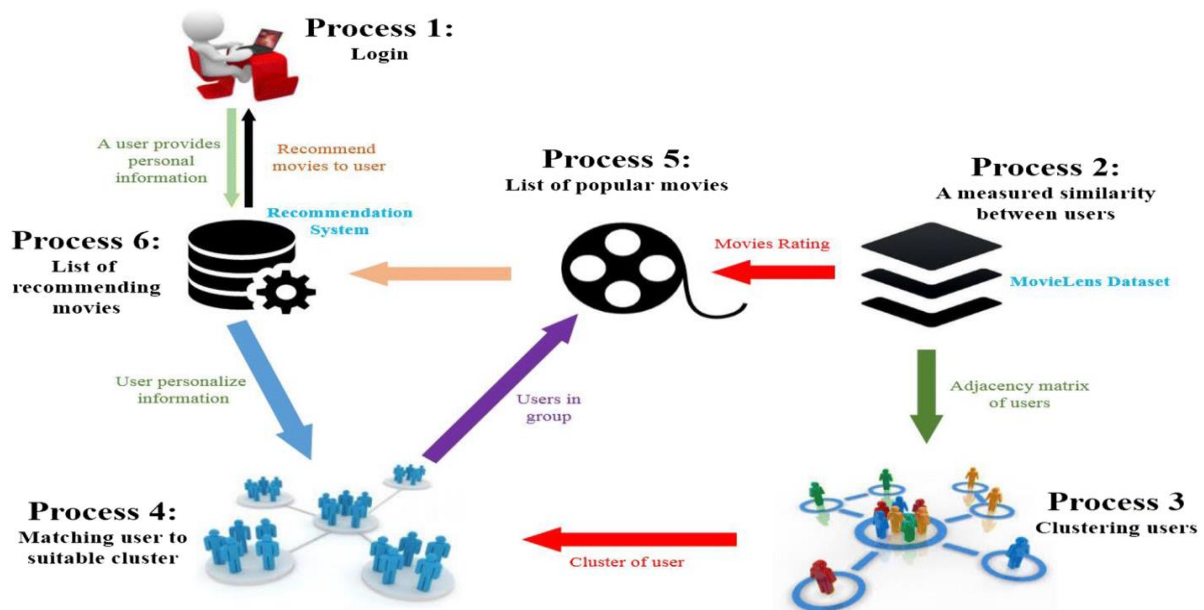 Process 1:
Login
A user provides
personal
information
Recommend
movies to user
Process 5:
List of popular movies
Process 2:
A measured similarity
between users
Recommendation
System
Process 6:
List of
recommending
movies
Movies Rating
MovieLens Dataset
User personalize
information
Users in
group
Adjacency matrix
of users
Process 4:
Matching user to
suitable cluster
Cluster of user
Process 3
Clustering users